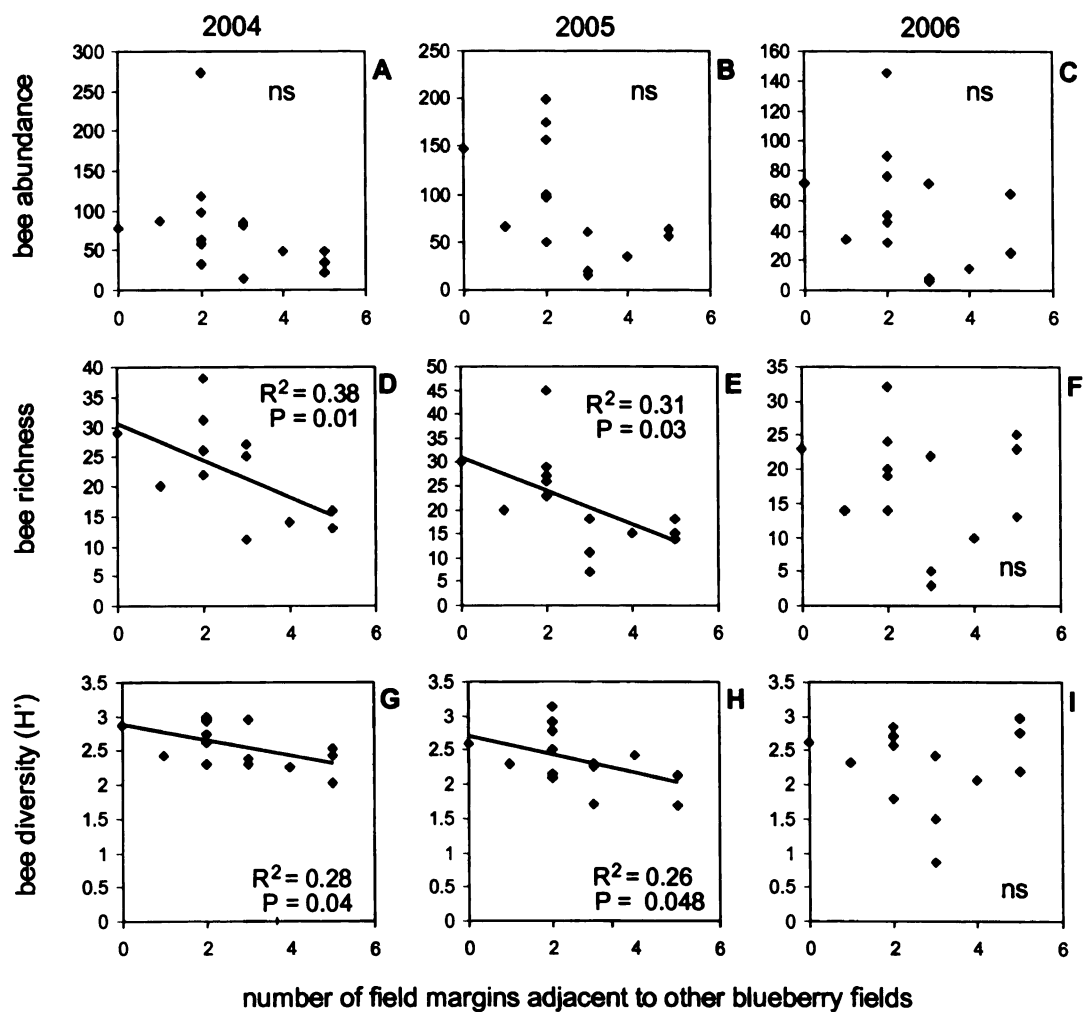 2004 2005 2006
bee abundance
300 250 200 150 100 50 0
0 2 4 6
A
ns
250 200 150 100 50 0
0 2 4 6
B
ns
160 140 120 100 80 60 40 20 0
0 2 4 6
C
ns
bee richness
40 35 30 25 20 15 10 5 0
0 2 4 6
D
R² = 0.38
P = 0.01
50 45 40 35 30 25 20 15 10 5 0
0 2 4 6
E
R² = 0.31
P = 0.03
35 30 25 20 15 10 5 0
0 2 4 6
F
ns
bee diversity (H')
3.5 3 2.5 2 1.5 1 0.5 0
0 2 4 6
G
R² = 0.28
P = 0.04
3.5 3 2.5 2 1.5 1 0.5 0
0 2 4 6
H
R² = 0.26
P = 0.048
3.5 3 2.5 2 1.5 1 0.5 0
0 2 4 6
I
ns
number of field margins adjacent to other blueberry fields